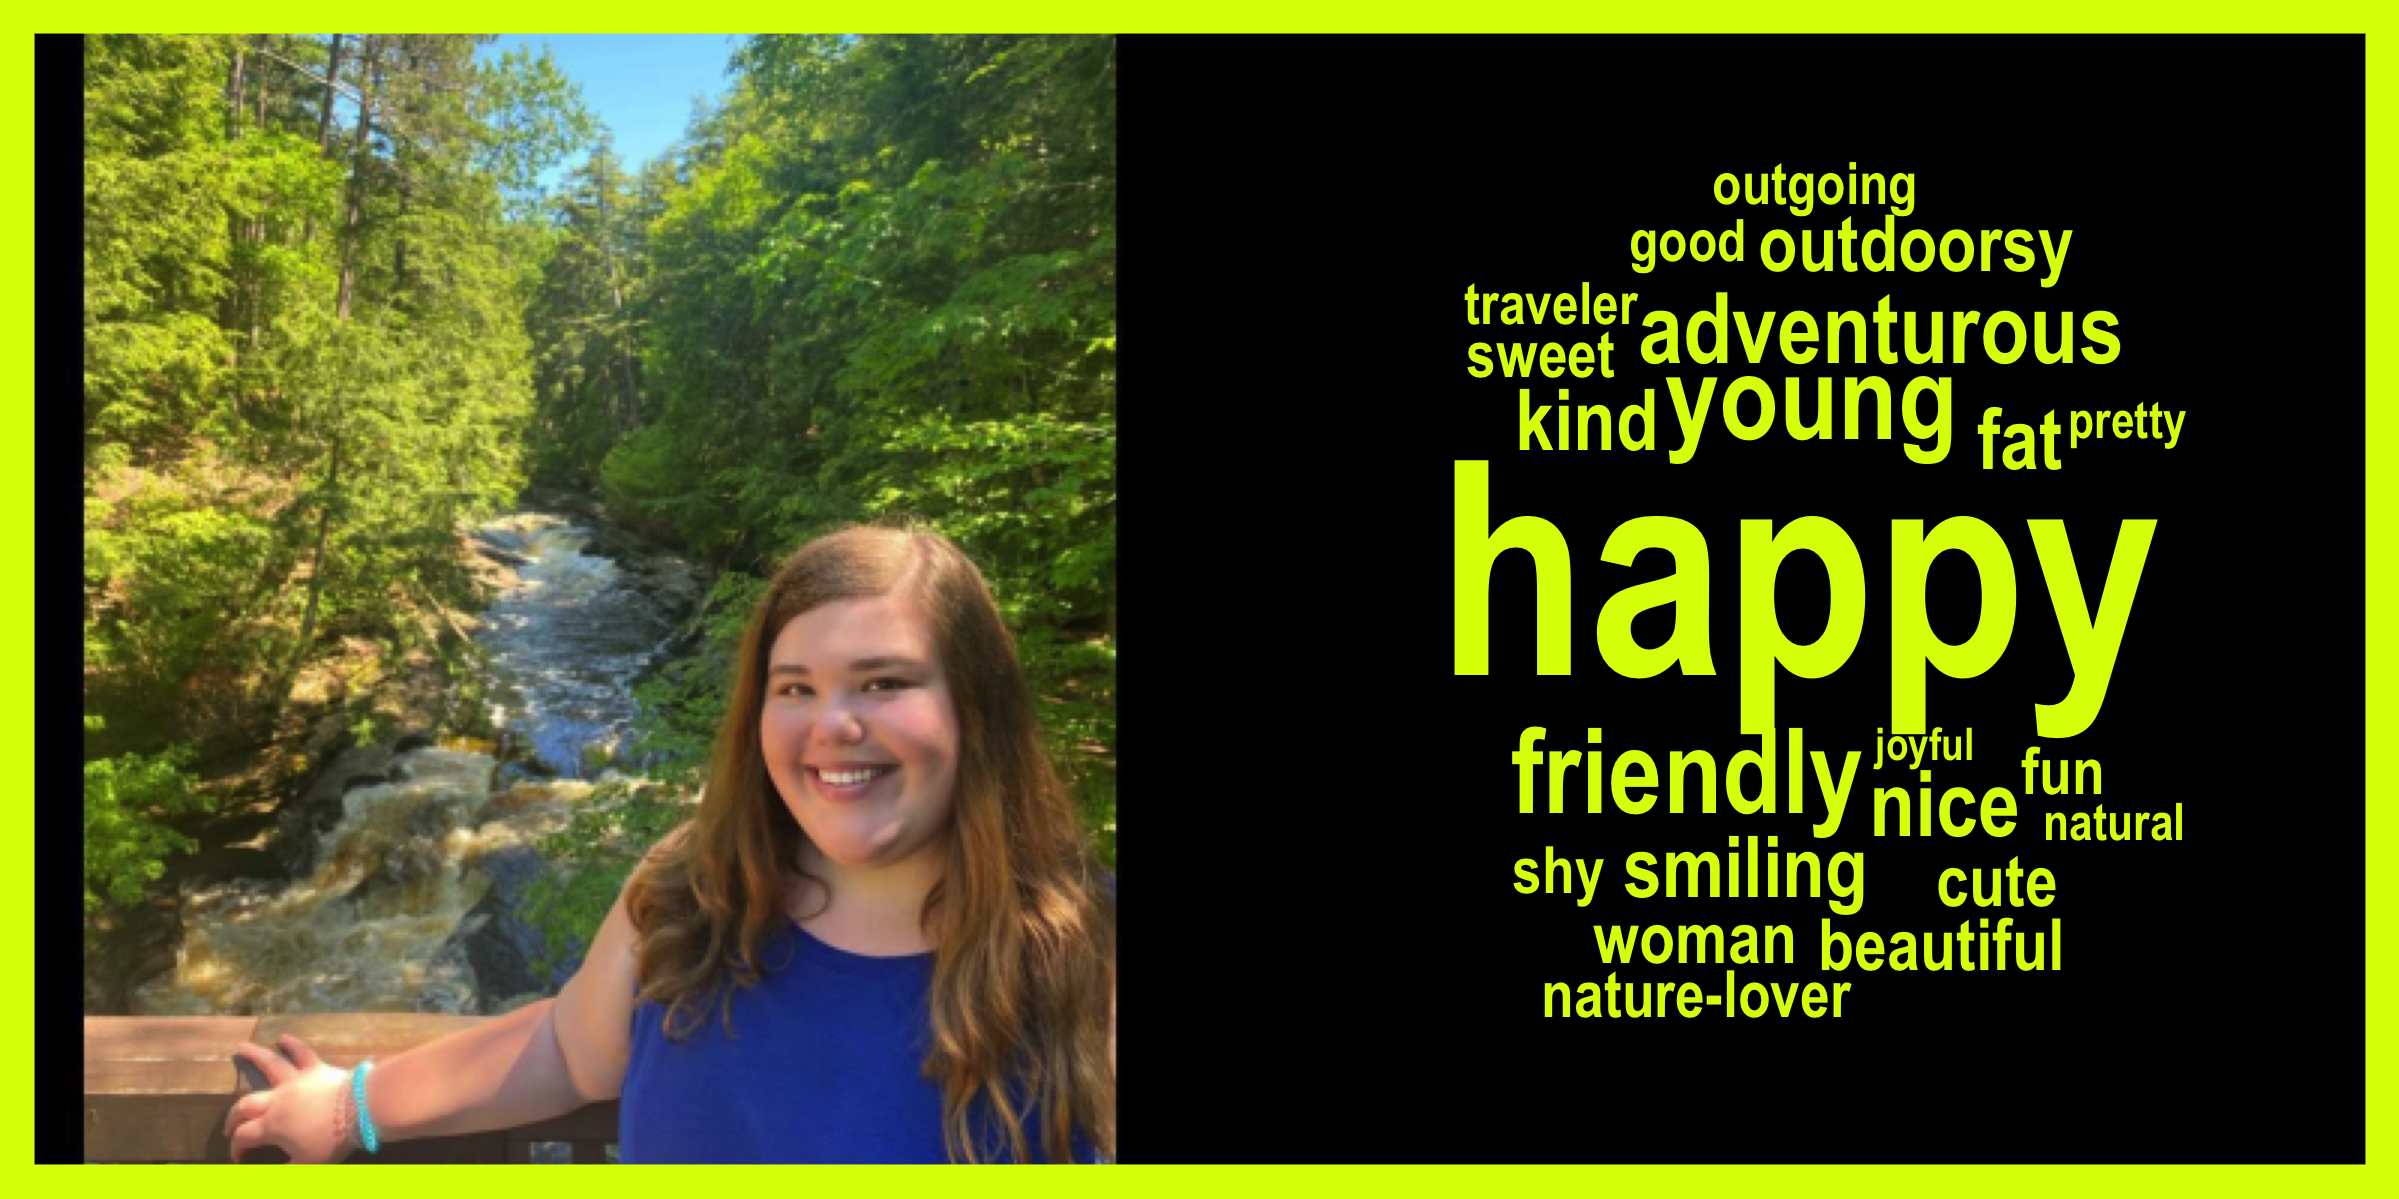 outgoing
good outdoorsy
traveler adventurous
sweet
kind young fat pretty
happy
friendly joyful fun
nice natural
shy smiling cute
woman beautiful
nature-lover